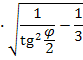 · √(1/(tg² φ/2) − 1/3)